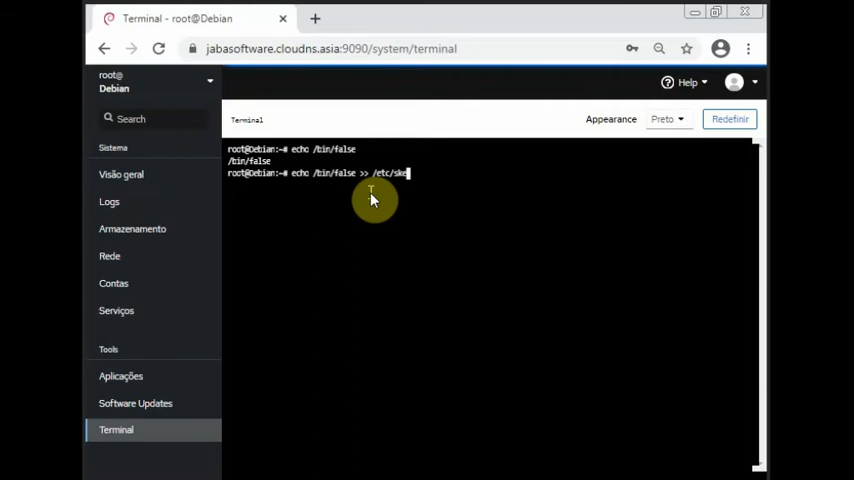 Terminal - root@Debian
jabasoftware.cloudns.asia:9090/system/terminal
root@
Debian
Help
Search
Terminal
Appearance
Preto
Redefinir
Sistema
Visão geral
Logs
Armazenamento
Rede
Contas
Serviços
Tools
Aplicações
Software Updates
Terminal
root@Debian:~# echo /bin/false
/bin/false
root@Debian:~# echo /bin/false >> /etc/ske